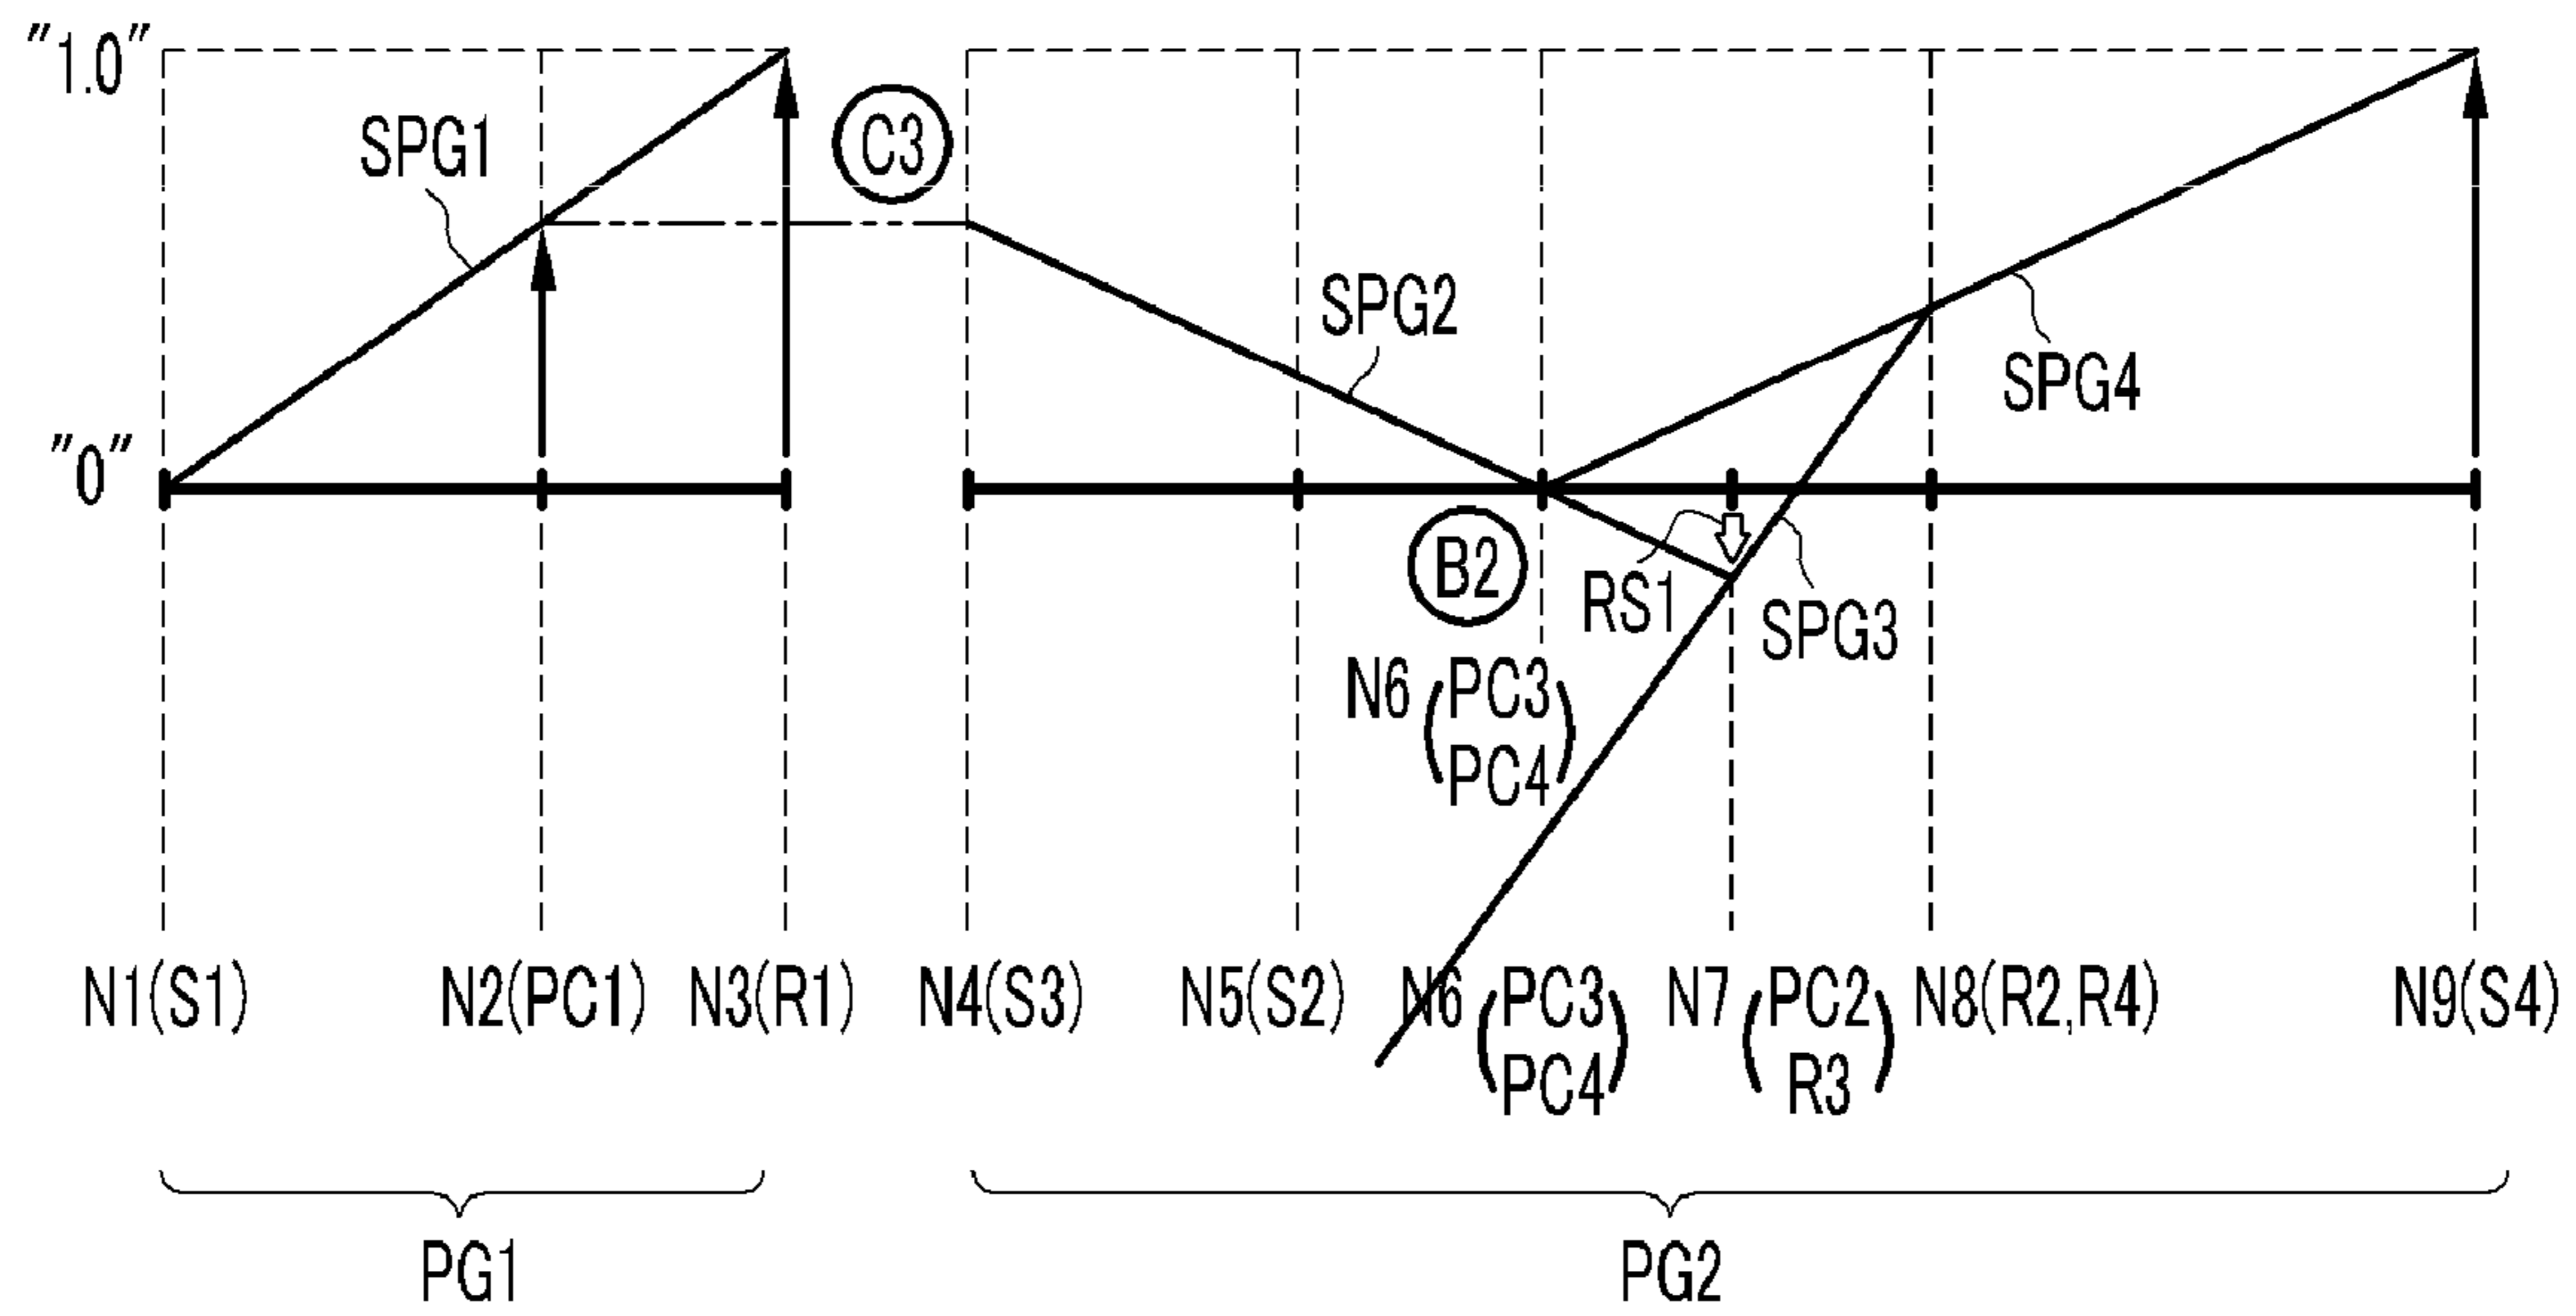 "1.0"
SPG1
C3
SPG2
SPG4
"0"
B2
RS1
SPG3
N6(PC3
PC4)
N1(S1) N2(PC1) N3(R1) N4(S3) N5(S2) N6(PC3 N7(PC2 N8(R2,R4) N9(S4)
PC4) R3)
PG1 PG2